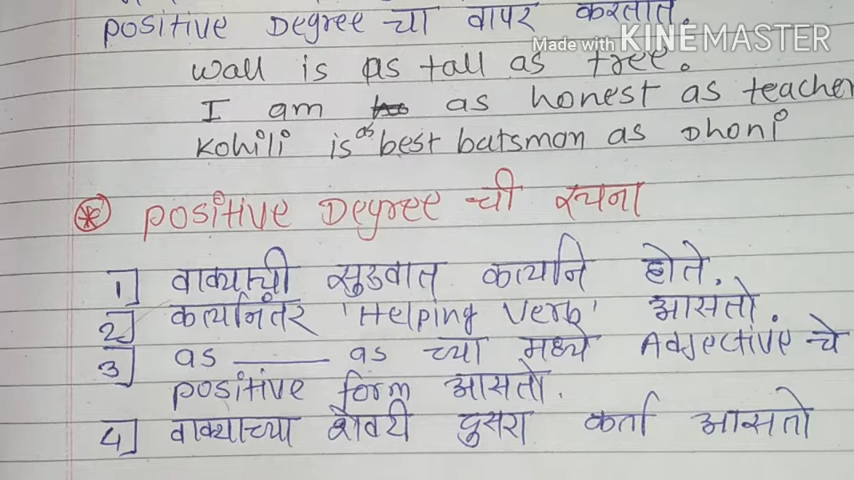 positive Degree चा वापर करतात.
Made with KINEMASTER
wall is as tall as tree.
I am as honest as teacher
Kohili is as best batsman as Dhoni
* positive Degree ची रचना
1] वाक्याची सुरुवात कर्त्याने होते.
2] कर्त्यानंतर 'Helping verb' आसतो.
3] as ____ as च्या मध्ये Adjective चे
positive form आसतो.
4] वाक्याच्या शेवटी दुसरा कर्ता आसतो